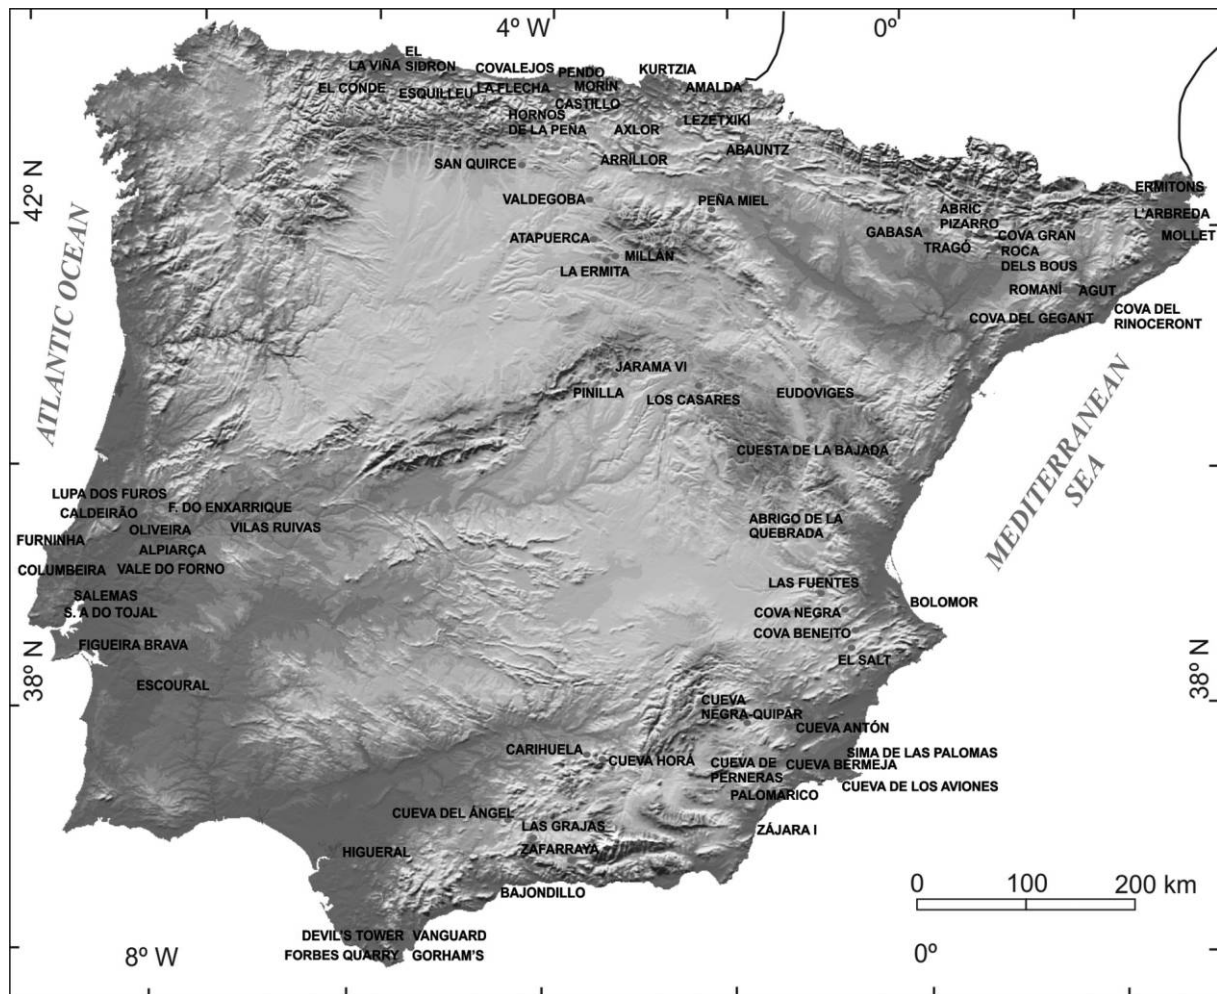 4º W
0º
EL
LA VIÑA SIDRON
COVALEJOS
PENDO
KURTZIA
EL CONDE
ESQUILLEU
LA FLECHA
MORÍN
AMALDA
CASTILLO
HORNOS
DE LA PEÑA
AXLOR
LEZETXIKI
SAN QUIRCE
ARRILLOR
ABAUNTZ
42º N
ERMITONS
VALDEGOBA
PEÑA MIEL
ABRIC
PIZARRO
L'ARBREDA
GABASA
TRAGÓ
COVA GRAN
MOLLET
ATAPUERCA
MILLÁN
ROCA
DELS BOUS
LA ERMITA
ROMANÍ
AGUT
ATLANTIC OCEAN
COVA DEL GEGANT
COVA DEL
RINOCERONT
JARAMA VI
PINILLA
LOS CASARES
EUDOVIGES
MEDITERRANEAN
SEA
CUESTA DE LA BAJADA
LUPA DOS FUROS
CALDEIRÃO
F. DO ENXARRIQUE
OLIVEIRA
VILAS RUIVAS
FURNINHA
ALPIARÇA
ABRIGO DE LA
QUEBRADA
COLUMBEIRA
VALE DO FORNO
LAS FUENTES
SALEMAS
S. A DO TOJAL
COVA NEGRA
BOLOMOR
COVA BENEITO
FIGUEIRA BRAVA
EL SALT
38º N
38º N
ESCOURAL
CUEVA
NEGRA-QUIPAR
CUEVA ANTÓN
CARIHUELA
CUEVA HORÁ
SIMA DE LAS PALOMAS
CUEVA DE
PERNERAS
CUEVA BERMEJA
PALOMARICO
CUEVA DE LOS AVIONES
CUEVA DEL ÁNGEL
LAS GRAJAS
ZÁJARA I
HIGUERAL
ZAFARRAYA
BAJONDILLO
0
100
200 km
DEVIL'S TOWER
VANGUARD
FORBES QUARRY
GORHAM'S
8º W
0º